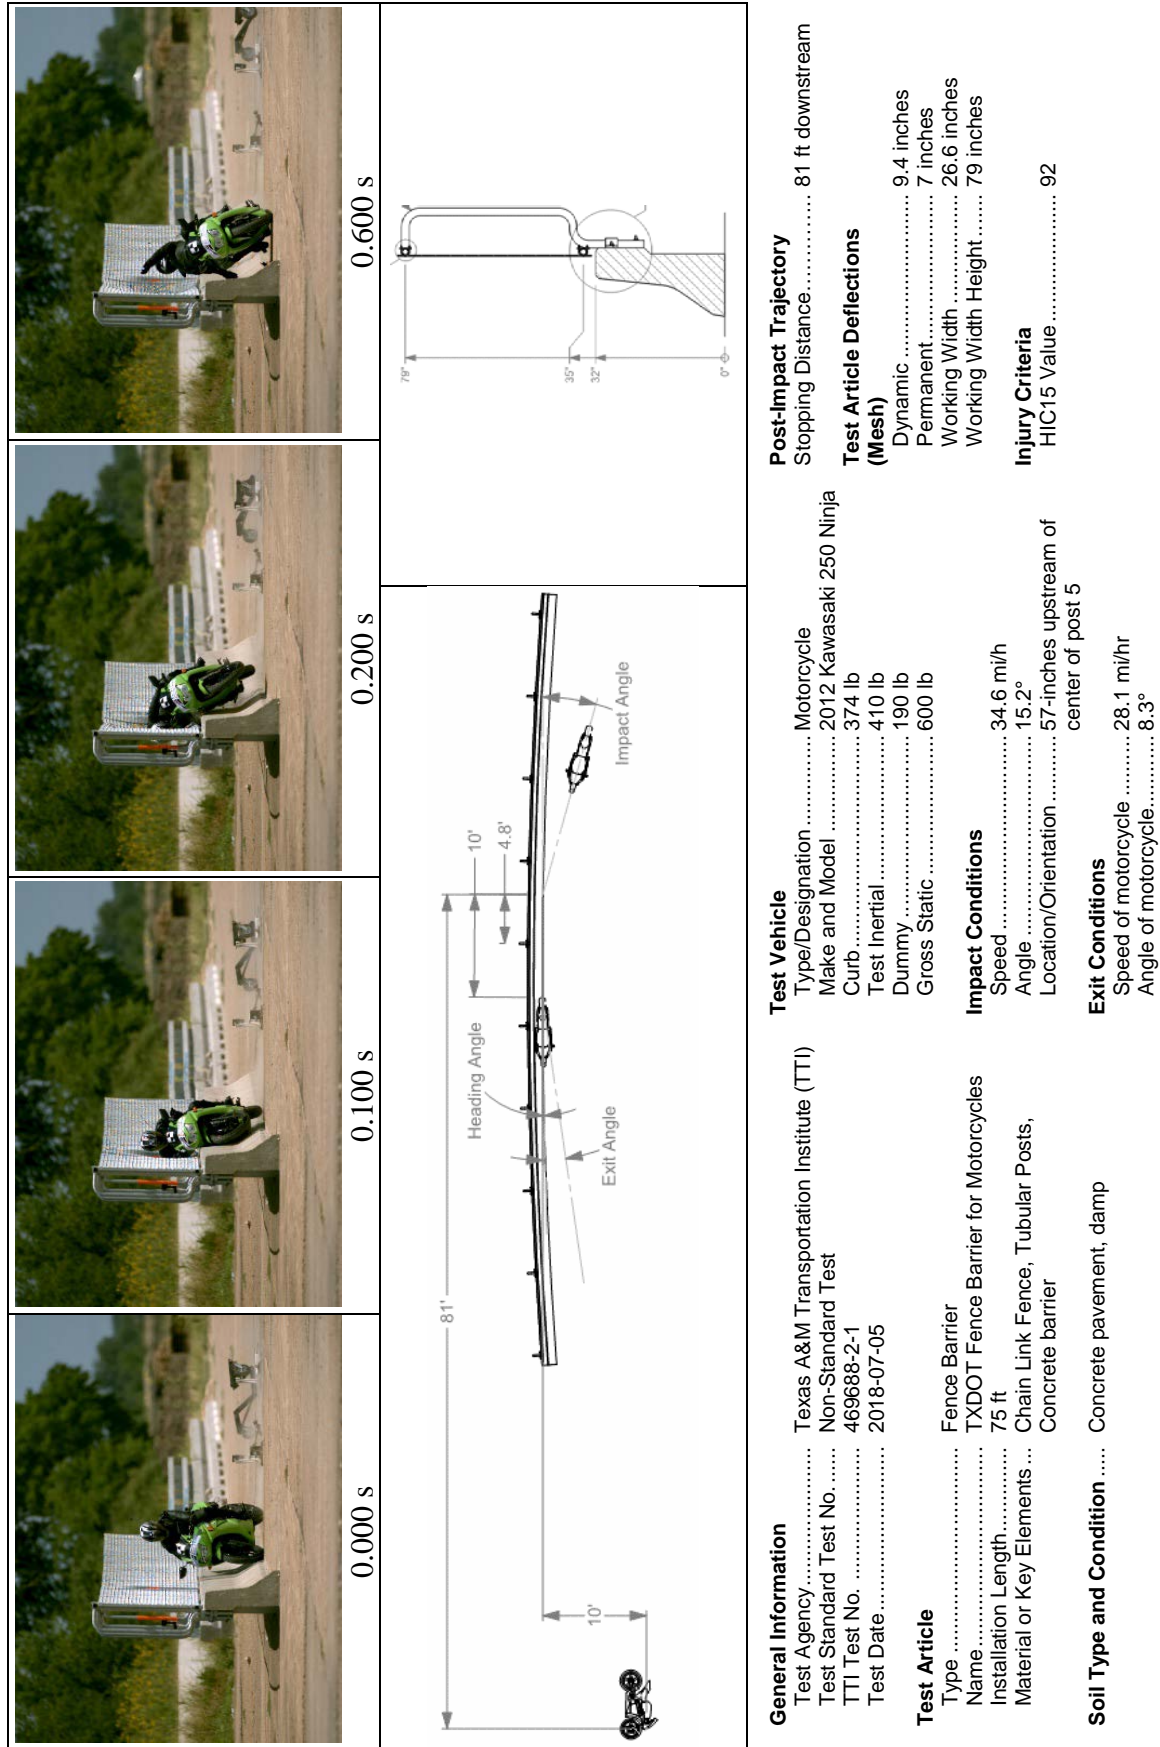 0.000 s
0.100 s
0.200 s
0.600 s
81'
10'
Heading Angle
Exit Angle
10'
4.8'
Impact Angle
79"
35"
32"
0"
General Information
Test Agency.................... Texas A&M Transportation Institute (TTI)
Test Standard Test No. ...... Non-Standard Test
TTI Test No. .................... 469688-2-1
Test Date......................... 2018-07-05
Test Article
Type ................................ Fence Barrier
Name............................... TXDOT Fence Barrier for Motorcycles
Installation Length.............. 75 ft
Material or Key Elements ... Chain Link Fence, Tubular Posts,
Concrete barrier
Soil Type and Condition ..... Concrete pavement, damp
Test Vehicle
Type/Designation .............. Motorcycle
Make and Model ................ 2012 Kawasaki 250 Ninja
Curb................................. 374 lb
Test Inertial ...................... 410 lb
Dummy ............................ 190 lb
Gross Static ..................... 600 lb
Impact Conditions
Speed.............................. 34.6 mi/h
Angle ............................... 15.2°
Location/Orientation .......... 57-inches upstream of
center of post 5
Exit Conditions
Speed of motorcycle .......... 28.1 mi/hr
Angle of motorcycle............ 8.3°
Post-Impact Trajectory
Stopping Distance.............. 81 ft downstream
Test Article Deflections
(Mesh)
Dynamic .......................... 9.4 inches
Permanent........................ 7 inches
Working Width .................. 26.6 inches
Working Width Height ........ 79 inches
Injury Criteria
HIC15 Value ..................... 92